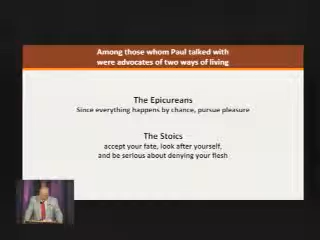 Among those whom Paul talked with
were advocates of two ways of living
The Epicureans
Since everything happens by chance, pursue pleasure
The Stoics
accept your fate, look after yourself,
and be serious about denying your flesh